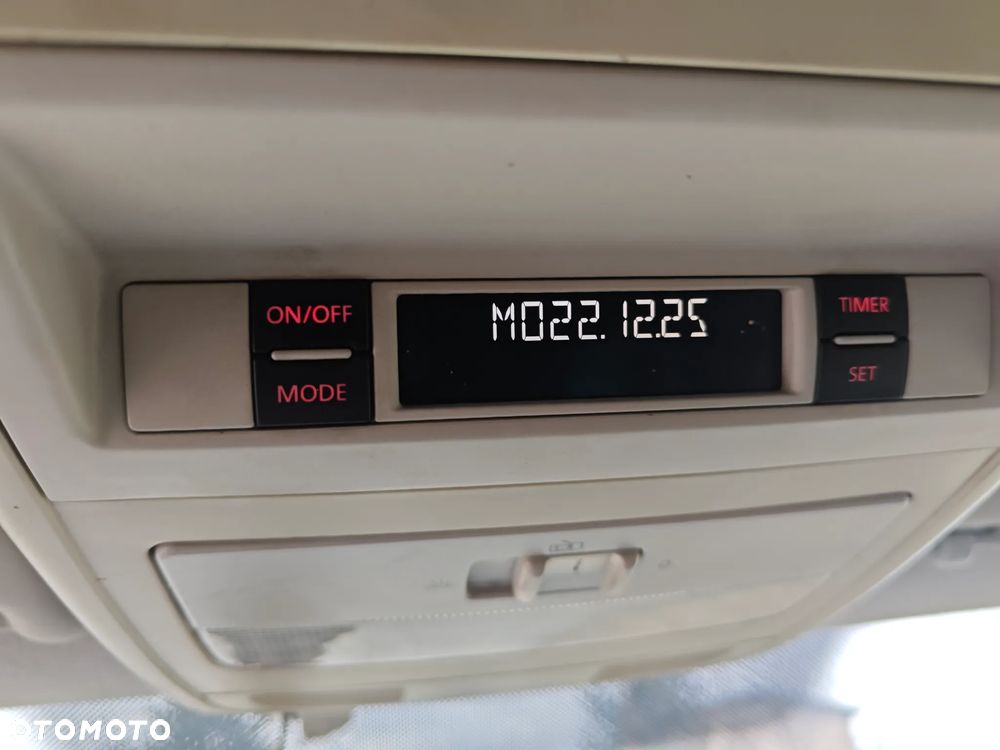 ON/OFF
MODE
MO22.12.25
TIMER
SET
OTOMOTO